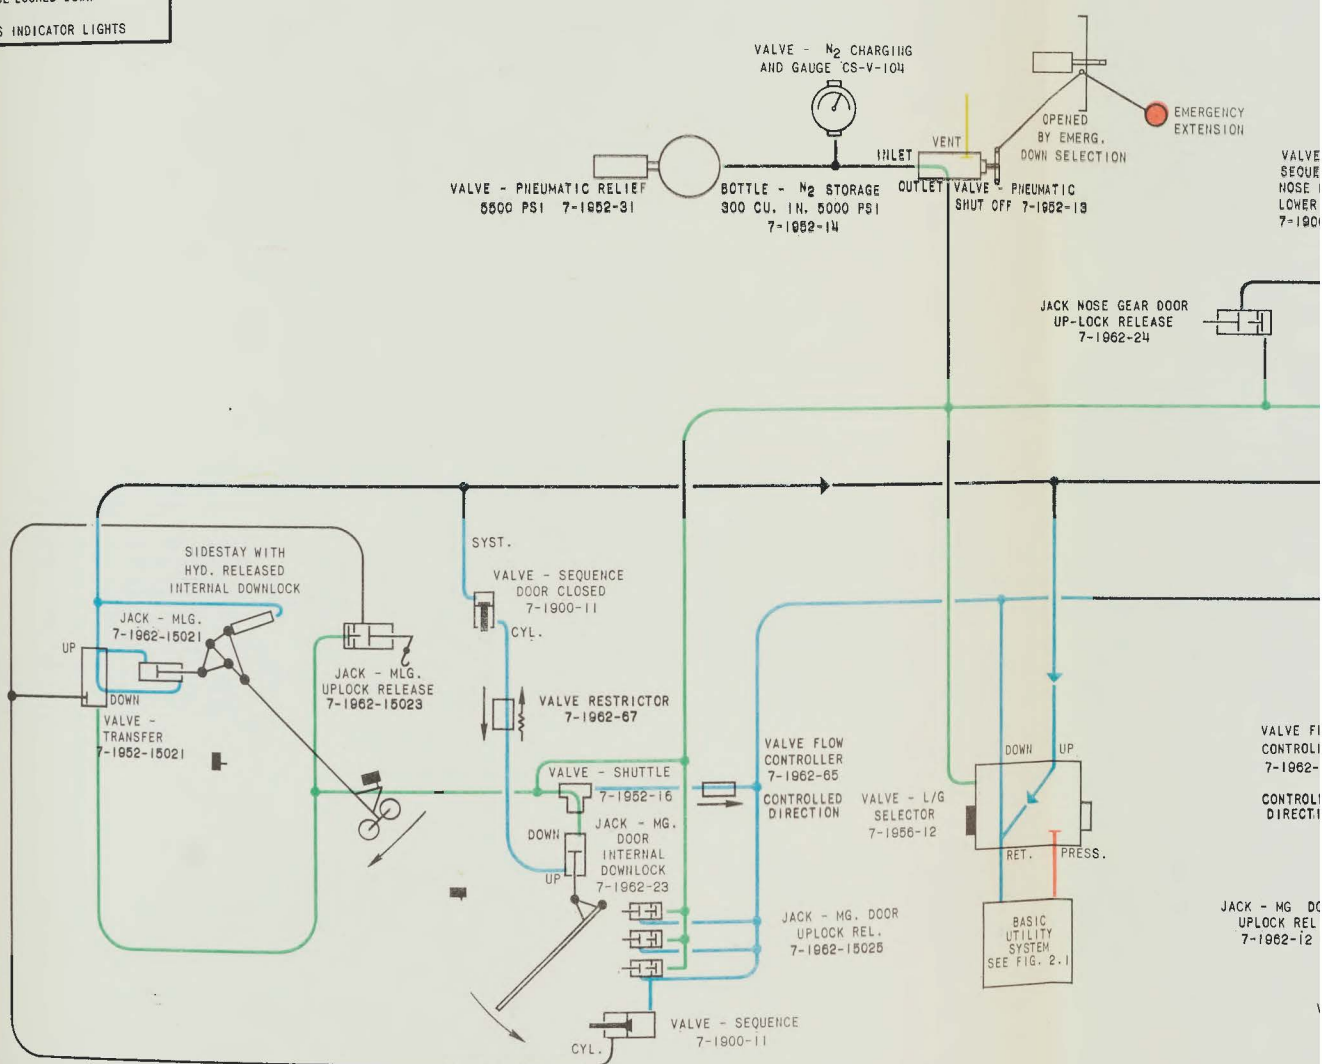 S INDICATOR LIGHTS
VALVE - N2 CHARGING
AND GAUGE CS-V-104
EMERGENCY
EXTENSION
OPENED
BY EMERG.
DOWN SELECTION
VENT
INLET
OUTLET
VALVE - PNEUMATIC
SHUT OFF 7-1952-13
VALVE - PNEUMATIC RELIEF
5500 PSI 7-1952-31
BOTTLE - N2 STORAGE
300 CU. IN. 5000 PSI
7-1952-14
VALVE
SEQUE
NOSE
LOWER
7-190
JACK NOSE GEAR DOOR
UP-LOCK RELEASE
7-1962-24
SIDESTAY WITH
HYD. RELEASED
INTERNAL DOWNLOCK
SYST.
VALVE - SEQUENCE
DOOR CLOSED
7-1900-11
CYL.
JACK - MLG.
7-1962-15021
UP
DOWN
VALVE -
TRANSFER
7-1952-15021
JACK - MLG.
UPLOCK RELEASE
7-1962-15023
VALVE RESTRICTOR
7-1962-67
VALVE FLOW
CONTROLLER
7-1962-65
CONTROLLED
DIRECTION
VALVE - SHUTTLE
7-1952-16
DOWN
UP
JACK - MG.
DOOR
INTERNAL
DOWNLOCK
7-1962-23
VALVE - L/G
SELECTOR
7-1956-12
DOWN
UP
RET.
PRESS.
VALVE FL
CONTROLL
7-1962-
CONTROLL
DIRECTI
JACK - MG. DOOR
UPLOCK REL.
7-1962-15025
BASIC
UTILITY
SYSTEM
SEE FIG. 2.1
JACK - MG DO
UPLOCK REL
7-1962-12
VALVE - SEQUENCE
7-1900-11
CYL.